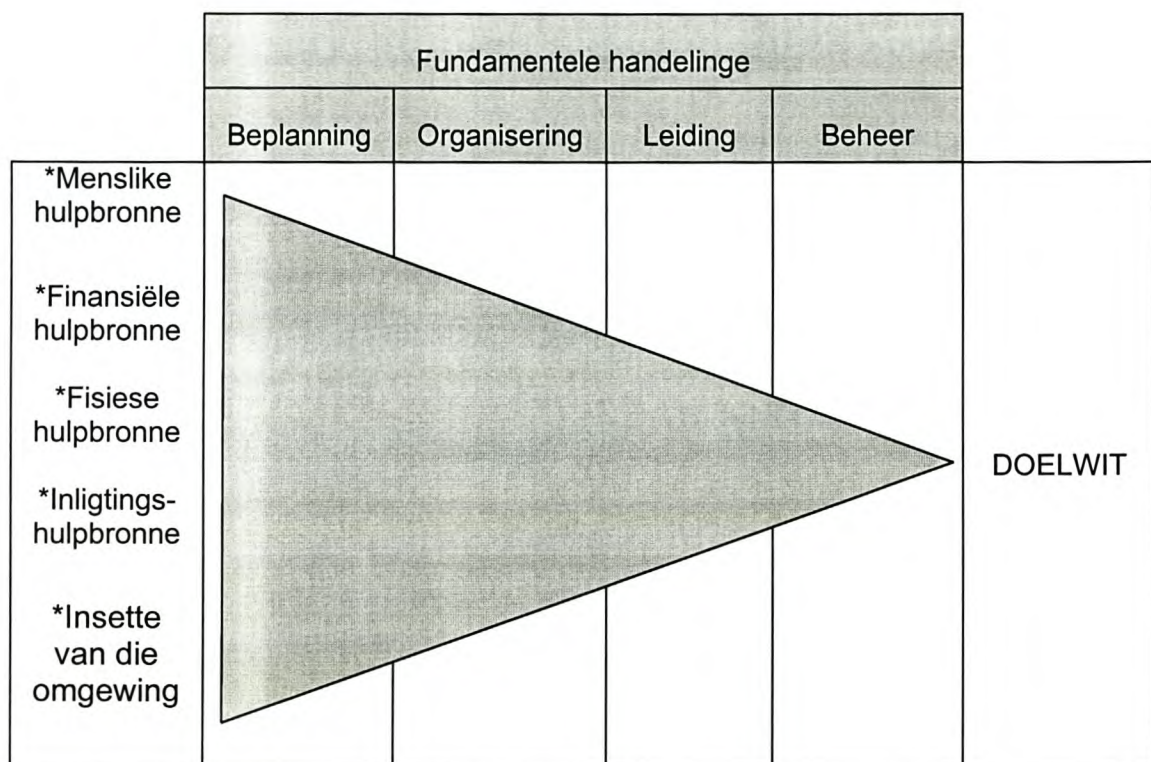 Fundamentele handelinge
Beplanning Organisering Leiding Beheer
*Menslike
hulpbronne
*Finansiële
hulpbronne
*Fisiese
hulpbronne
*Inligtings-
hulpbronne
*Insette
van die
omgewing
DOELWIT